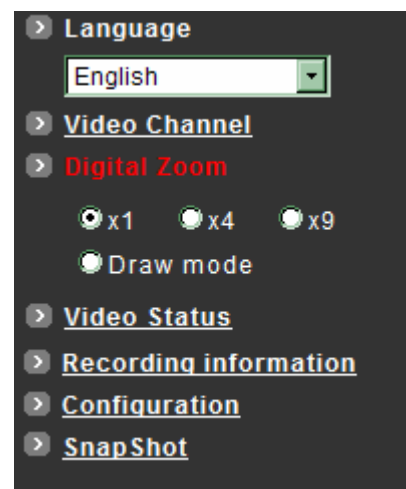 Language
English
Video Channel
Digital Zoom
x1 x4 x9
Draw mode
Video Status
Recording information
Configuration
SnapShot